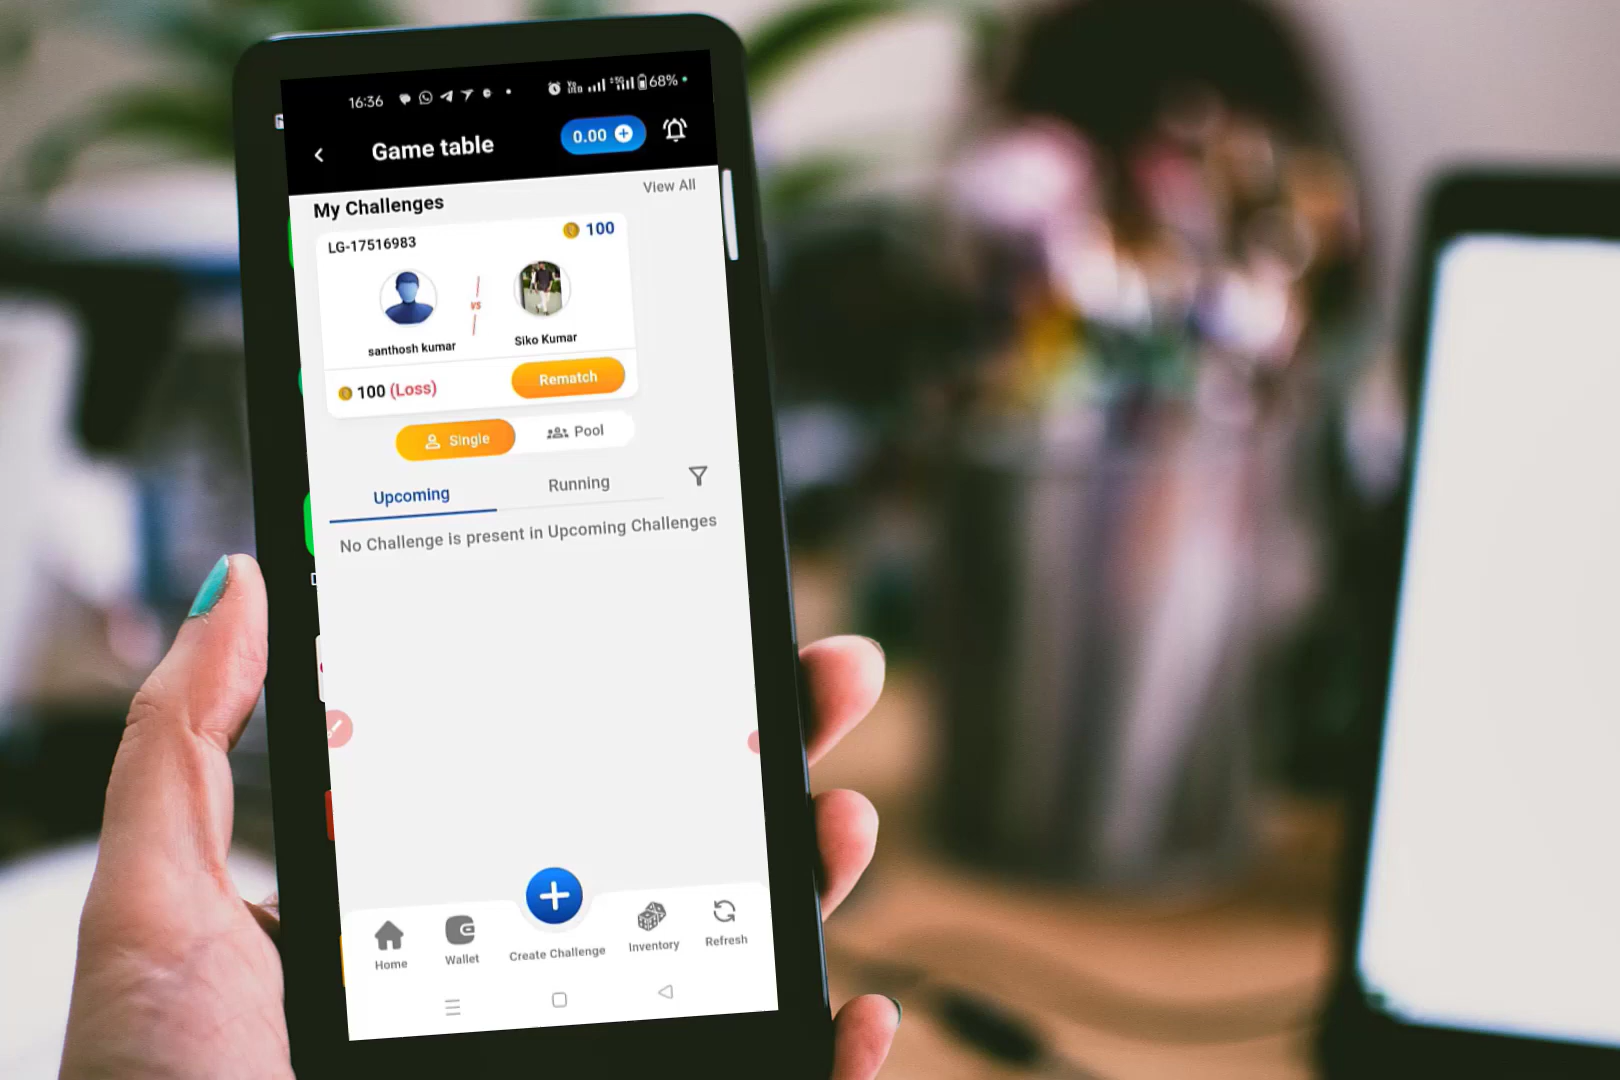 16:36
68%
Game table
0.00
My Challenges
View All
LG-17516983
100
VS
santhosh kumar
Siko Kumar
100 (Loss)
Rematch
Single
Pool
Upcoming
Running
No Challenge is present in Upcoming Challenges
Home
Wallet
Create Challenge
Inventory
Refresh